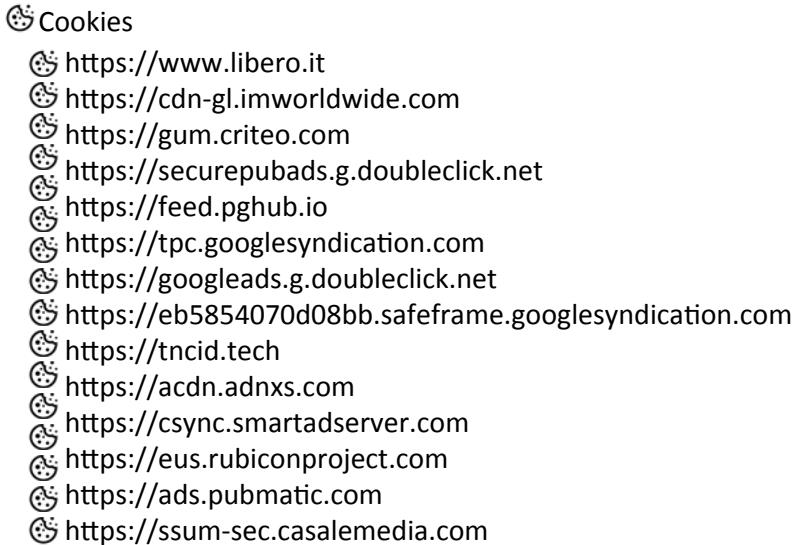 Cookies
https://www.libero.it
https://cdn-gl.imworldwide.com
https://gum.criteo.com
https://securepubads.g.doubleclick.net
https://feed.pghub.io
https://tpc.googlesyndication.com
https://googleads.g.doubleclick.net
https://eb5854070d08bb.safeframe.googlesyndication.com
https://tncid.tech
https://acdn.adnxs.com
https://csync.smartadserver.com
https://eus.rubiconproject.com
https://ads.pubmatic.com
https://ssum-sec.casalemedia.com